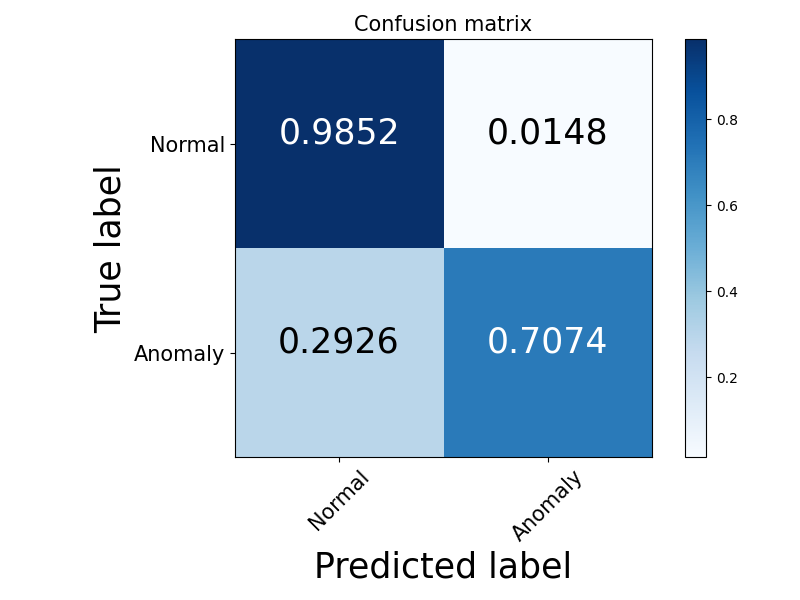 Confusion matrix
True label
Normal
0.9852
0.0148
Anomaly
0.2926
0.7074
Normal
Anomaly
Predicted label
0.8
0.6
0.4
0.2